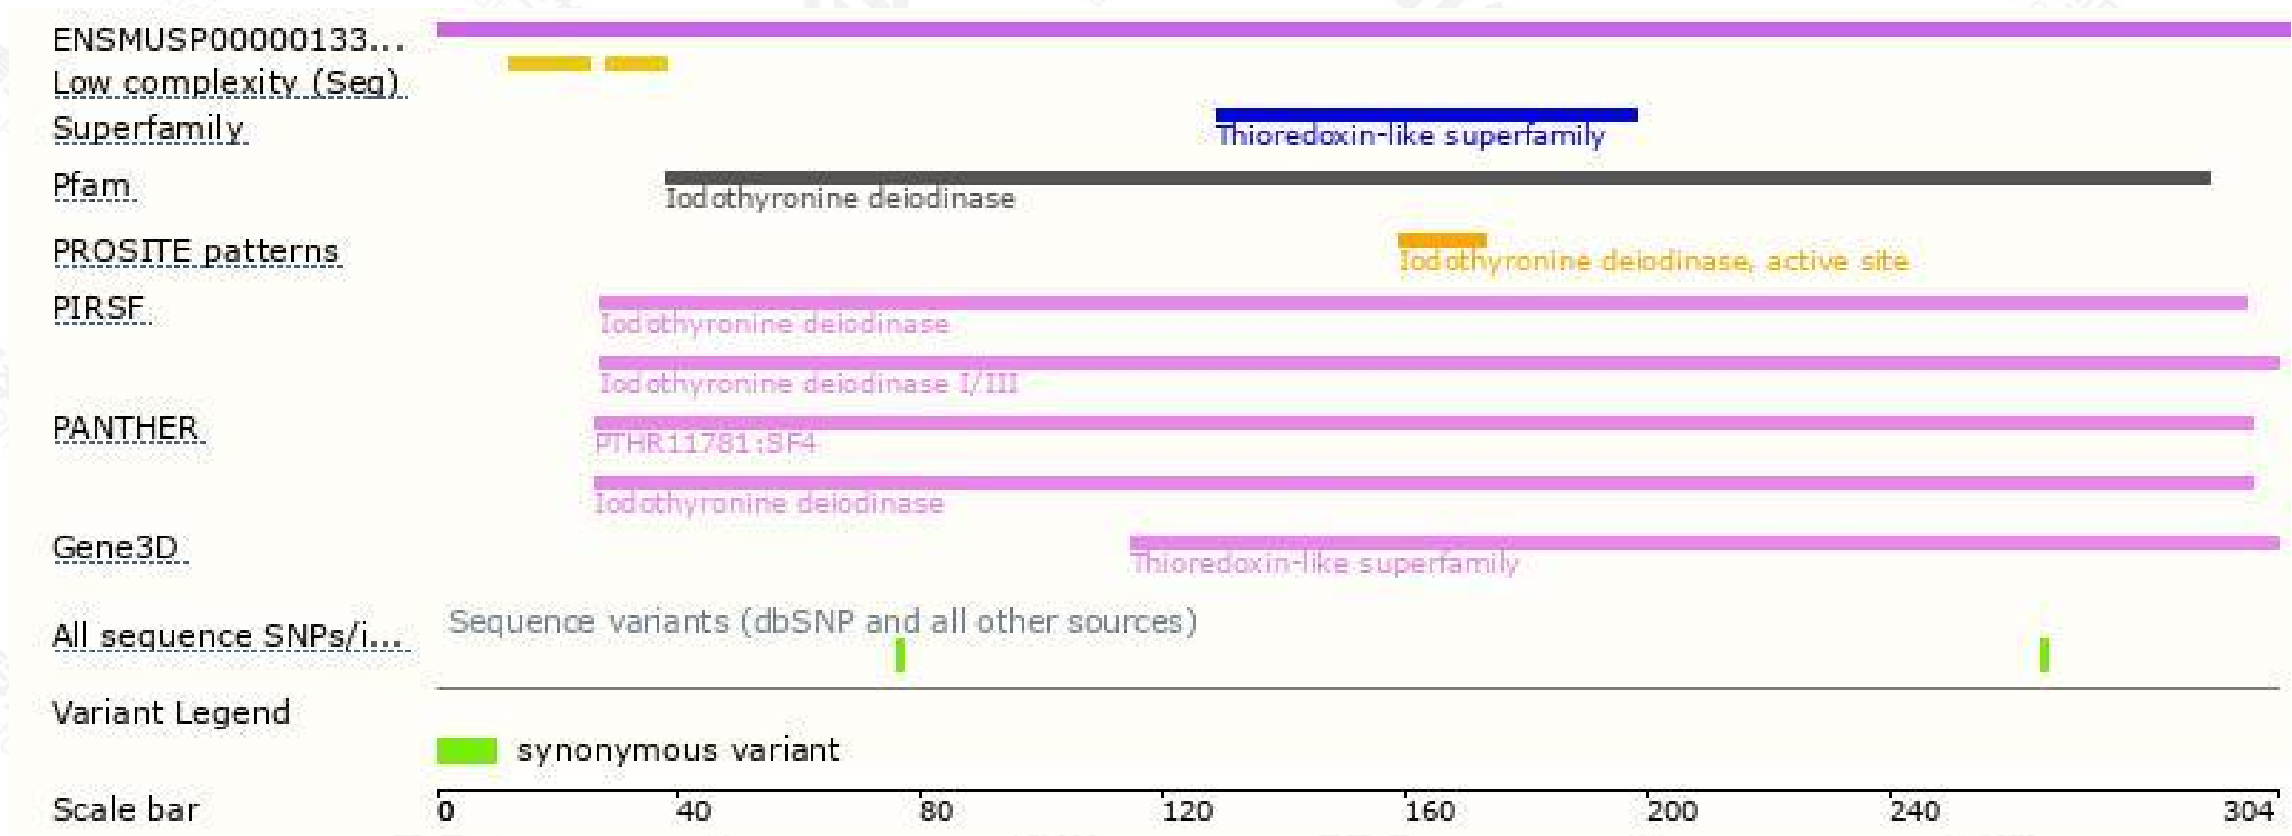 ENSMUSP00000133...
Low complexity (Seg)
Superfamily
Thioredoxin-like superfamily
Pfam
Iodothyronine deiodinase
PROSITE patterns
Iodothyronine deiodinase, active site
PIRSF
Iodothyronine deiodinase
Iodothyronine deiodinase I/III
PANTHER
PTHR11781:SF4
Iodothyronine deiodinase
Gene3D
Thioredoxin-like superfamily
All sequence SNPs/i...
Sequence variants (dbSNP and all other sources)
Variant Legend
synonymous variant
Scale bar
0 40 80 120 160 200 240 304